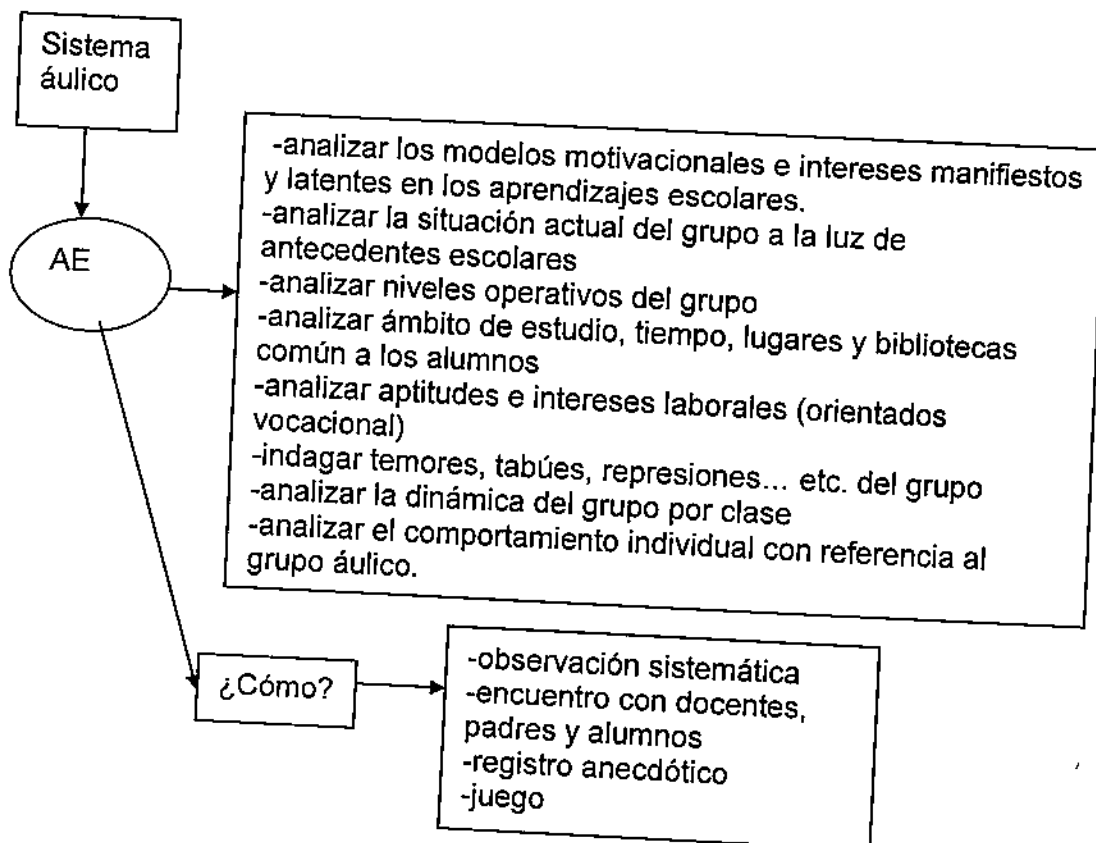 Sistema
áulico
AE
-analizar los modelos motivacionales e intereses manifiestos
y latentes en los aprendizajes escolares.
-analizar la situación actual del grupo a la luz de
antecedentes escolares
-analizar niveles operativos del grupo
-analizar ámbito de estudio, tiempo, lugares y bibliotecas
común a los alumnos
-analizar aptitudes e intereses laborales (orientados
vocacional)
-indagar temores, tabúes, represiones... etc. del grupo
-analizar la dinámica del grupo por clase
-analizar el comportamiento individual con referencia al
grupo áulico.
¿Cómo?
-observación sistemática
-encuentro con docentes,
padres y alumnos
-registro anecdótico
-juego